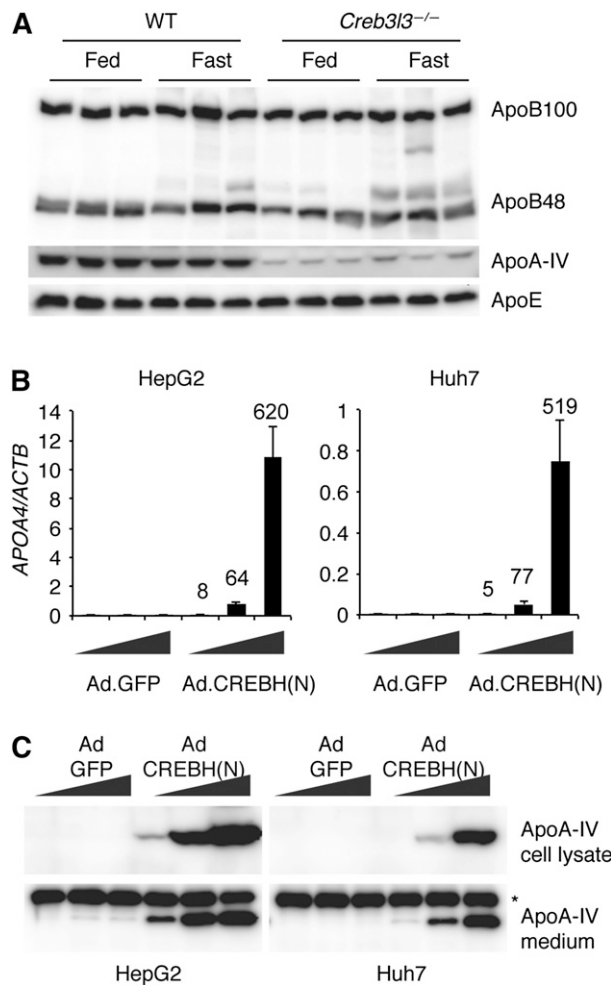 A
WT Creb3l3–/–
Fed Fast Fed Fast
ApoB100
ApoB48
ApoA-IV
ApoE
B
HepG2 Huh7
APOA4/ACTB
14
12
10
8
6
4
2
0
8 64 620
1
0.8
0.6
0.4
0.2
0
5 77 519
Ad.GFP Ad.CREBH(N) Ad.GFP Ad.CREBH(N)
C
Ad GFP Ad CREBH(N) Ad GFP Ad CREBH(N)
ApoA-IV
cell lysate
*
ApoA-IV
medium
HepG2 Huh7